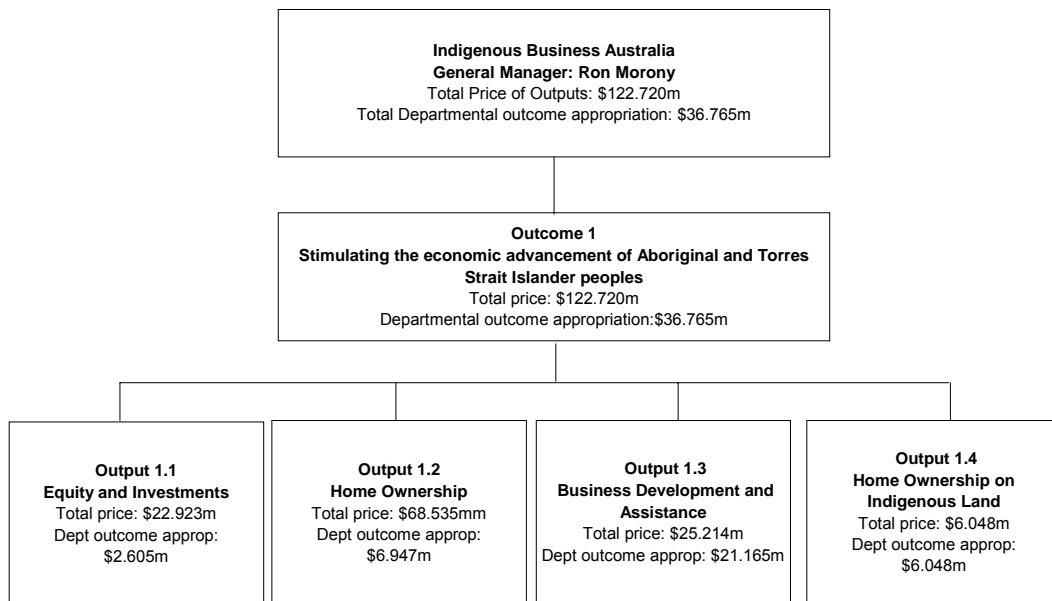 Indigenous Business Australia
General Manager: Ron Morony
Total Price of Outputs: $122.720m
Total Departmental outcome appropriation: $36.765m
Outcome 1
Stimulating the economic advancement of Aboriginal and Torres
Strait Islander peoples
Total price: $122.720m
Departmental outcome appropriation:$36.765m
Output 1.1
Equity and Investments
Total price: $22.923m
Dept outcome approp:
$2.605m
Output 1.2
Home Ownership
Total price: $68.535mm
Dept outcome approp:
$6.947m
Output 1.3
Business Development and
Assistance
Total price: $25.214m
Dept outcome approp: $21.165m
Output 1.4
Home Ownership on
Indigenous Land
Total price: $6.048m
Dept outcome approp:
$6.048m